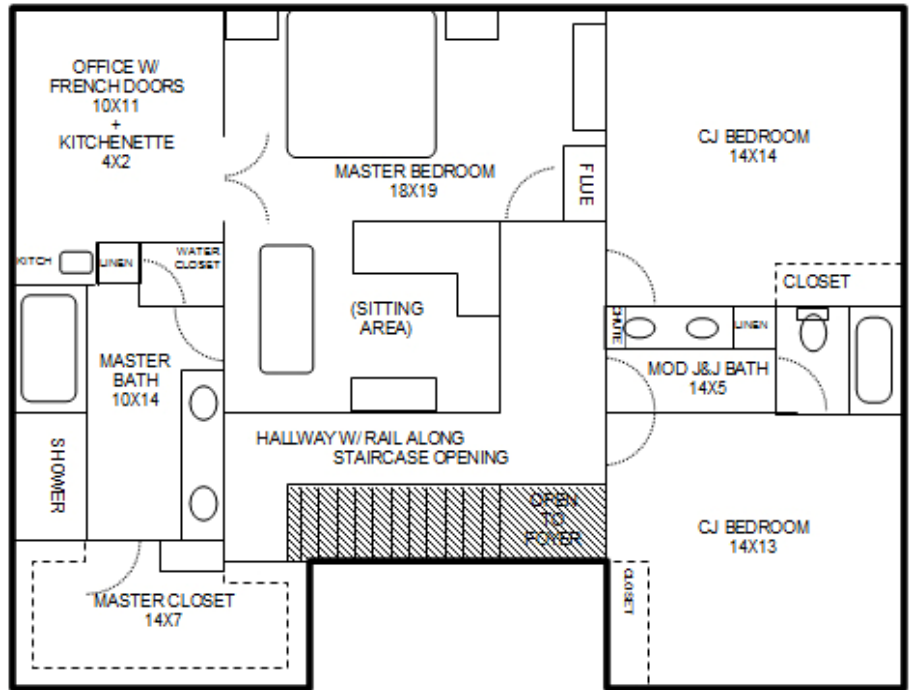 OFFICE W/
FRENCH DOORS
10X11
+
KITCHENETTE
4X2
MASTER BEDROOM
18X19
FLUE
CJ BEDROOM
14X14
KITCH
LINEN
WATER
CLOSET
(SITTING
AREA)
CLOSET
CHUTE
LINEN
MASTER
BATH
10X14
MOD J&J BATH
14X5
SHOWER
HALLWAY W/ RAIL ALONG
STAIRCASE OPENING
OPEN
TO
FOYER
CJ BEDROOM
14X13
MASTER CLOSET
14X7
CLOSET